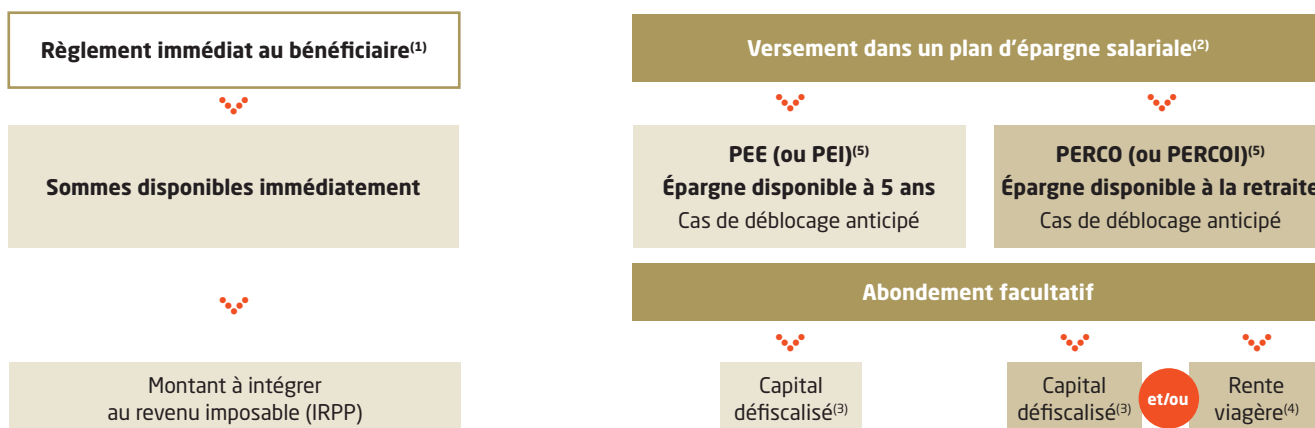 Règlement immédiat au bénéficiaire(1)
Sommes disponibles immédiatement
Montant à intégrer
au revenu imposable (IRPP)
Versement dans un plan d'épargne salariale(2)
PEE (ou PEI)(5)
Épargne disponible à 5 ans
Cas de déblocage anticipé
PERCO (ou PERCOI)(5)
Épargne disponible à la retraite
Cas de déblocage anticipé
Abondement facultatif
Capital
défiscalisé(3)
Capital
défiscalisé(3)
et/ou
Rente
viagère(4)